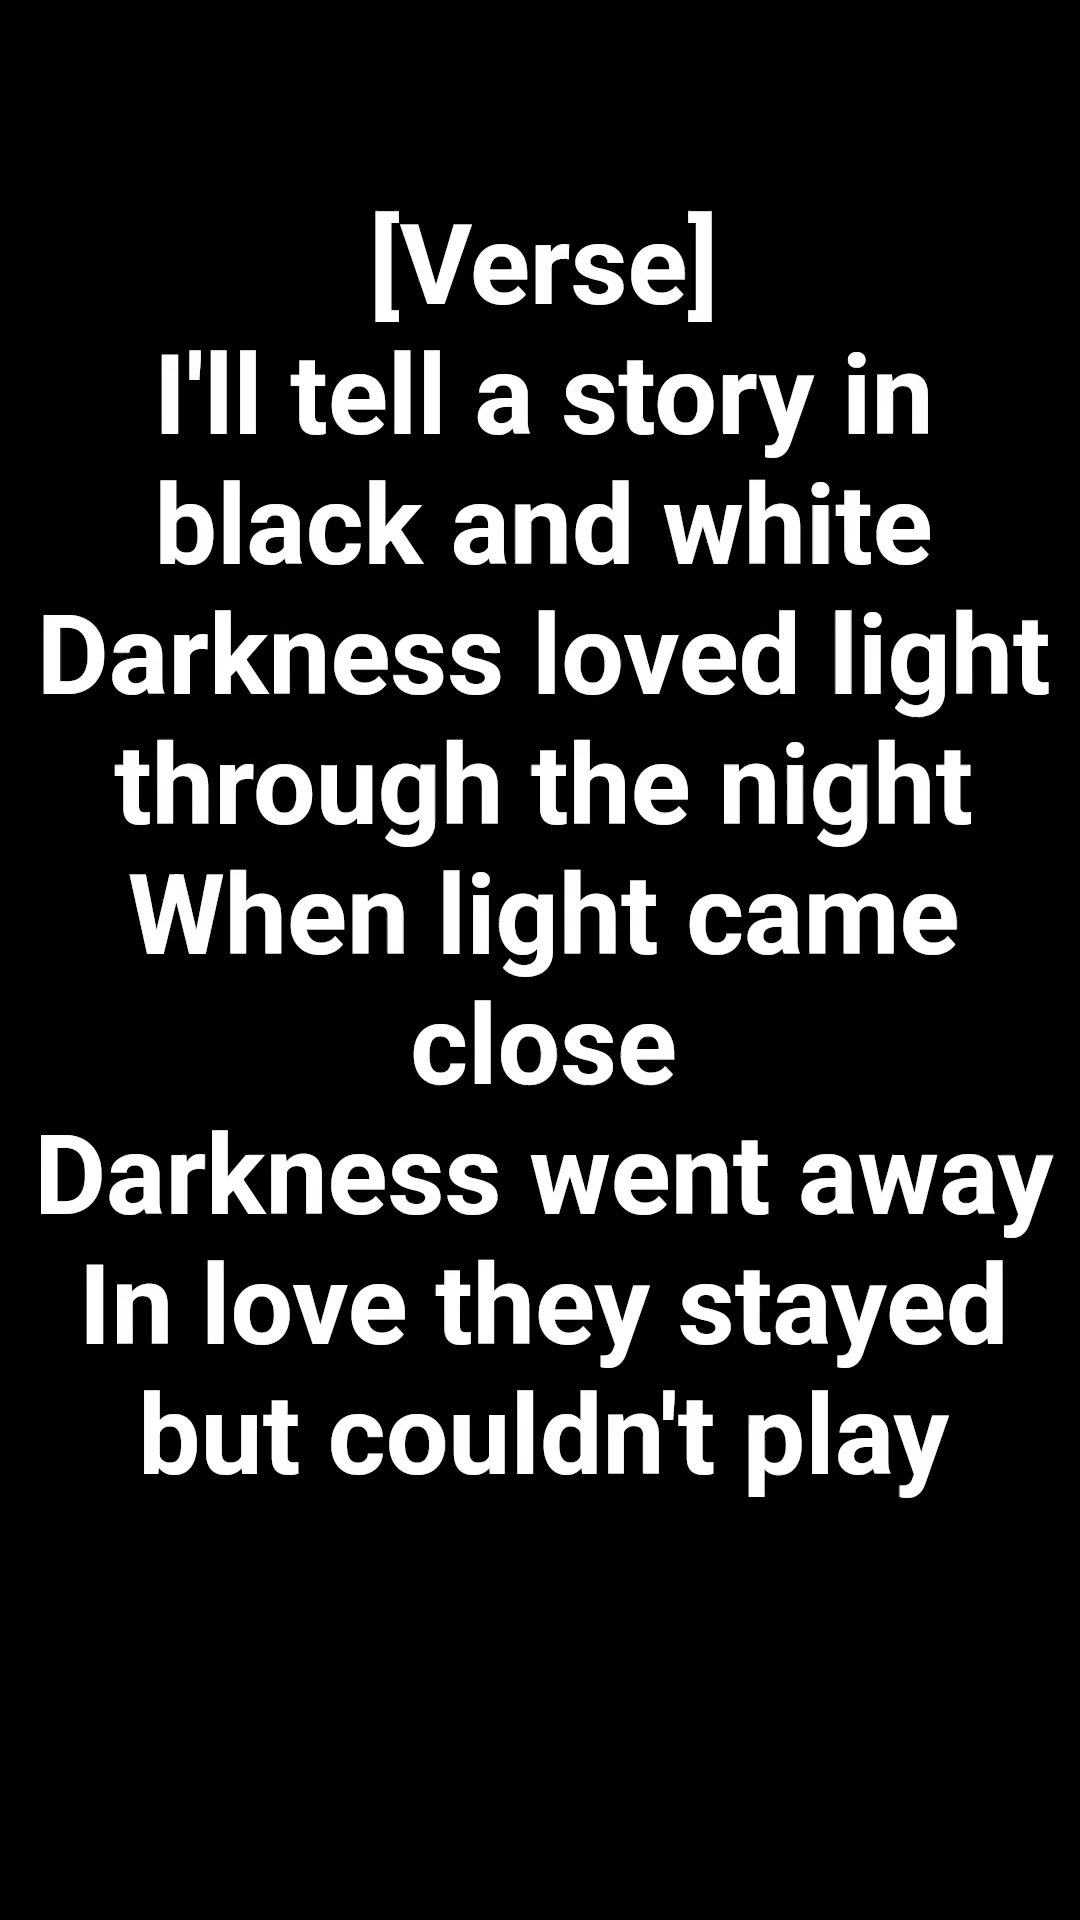 [Verse]
I'll tell a story in
black and white
Darkness loved light
through the night
When light came
close
Darkness went away
In love they stayed
but couldn't play